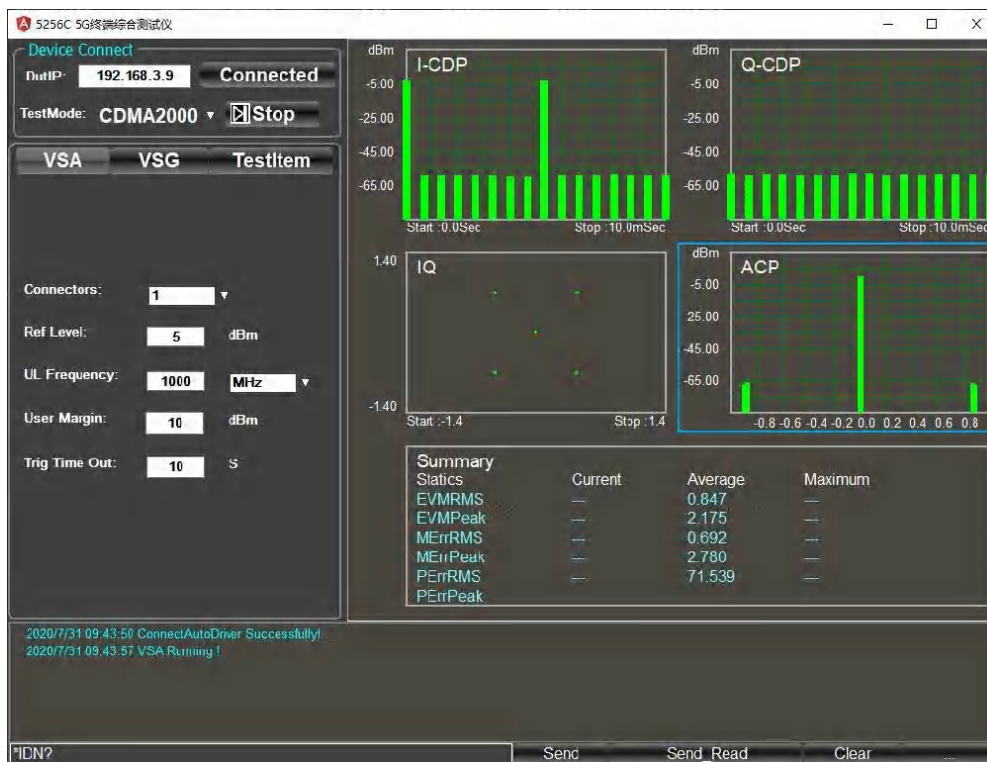 5256C 5G终端综合测试仪
Device Connect
DutIP: 192.168.3.9 Connected
TestMode: CDMA2000 Stop
VSA VSG TestItem
Connectors: 1
Ref Level: 5 dBm
UL Frequency: 1000 MHz
User Margin: 10 dBm
Trig Time Out: 10 S
dBm
I-CDP
-5.00
-25.00
-45.00
-65.00
Start :0.0Sec Stop :10.0mSec
dBm
Q-CDP
-5.00
-25.00
-45.00
-65.00
Start :0.0Sec Stop :10.0mSec
1.40
IQ
-1.40
Start :-1.4 Stop :1.4
dBm
ACP
-5.00
25.00
-45.00
-65.00
-0.8 -0.6 -0.4 -0.2 0.0 0.2 0.4 0.6 0.8
Summary
Statics Current Average Maximum
EVMRMS --- 0.847 ---
EVMPeak --- 2.175 ---
MErrRMS --- 0.692 ---
MErrPeak --- 2.780 ---
PErrRMS --- 71.539 ---
PErrPeak
2020/7/31 09:43:50 ConnectAutoDriver Successfully!
2020/7/31 09:43:57 VSA Running !
*IDN? Send Send_Read Clear ...